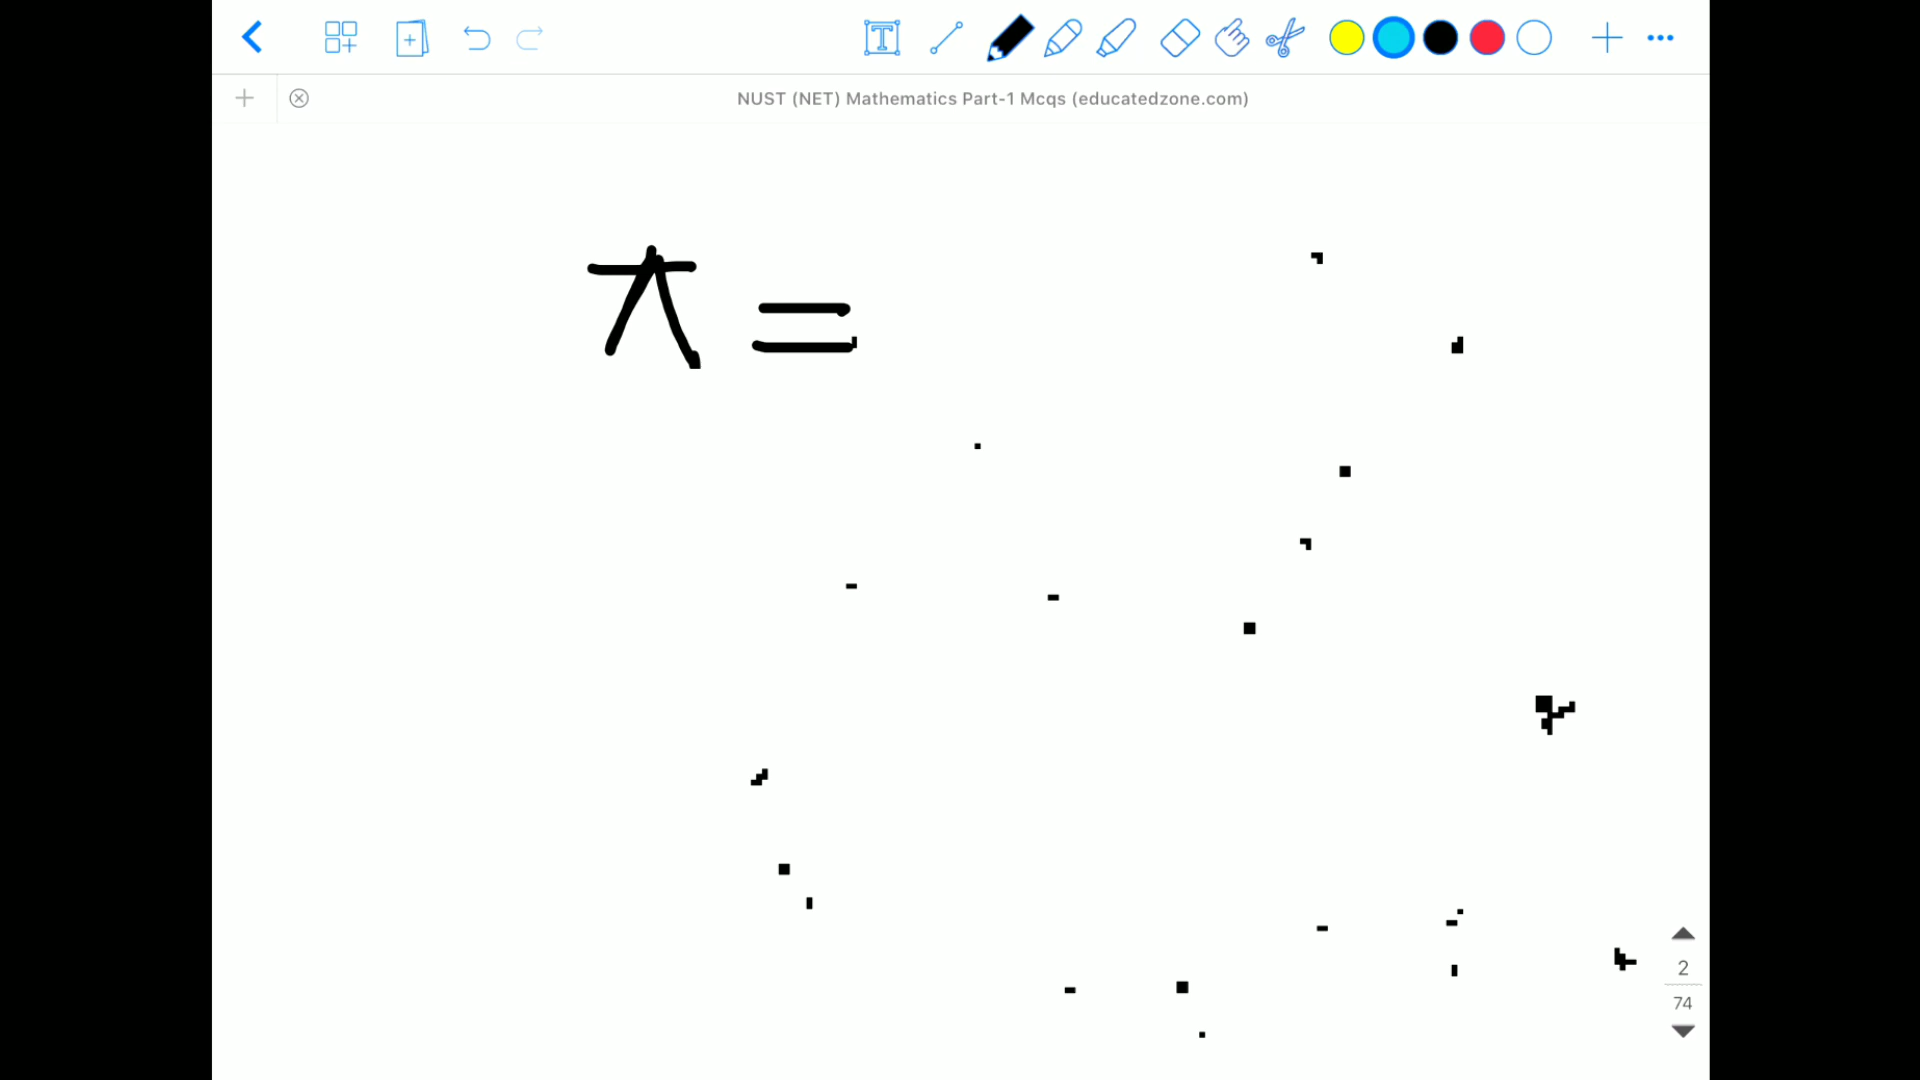 T
NUST (NET) Mathematics Part-1 Mcqs (educatedzone.com)
π =
2
74